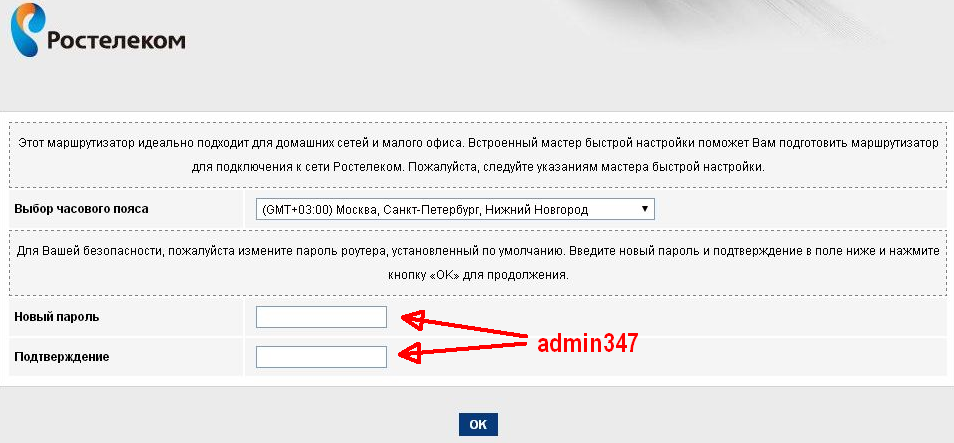 Ростелеком
Этот маршрутизатор идеально подходит для домашних сетей и малого офиса. Встроенный мастер быстрой настройки поможет Вам подготовить маршрутизатор
для подключения к сети Ростелеком. Пожалуйста, следуйте указаниям мастера быстрой настройки.
Выбор часового пояса
(GMT+03:00) Москва, Санкт-Петербург, Нижний Новгород
Для Вашей безопасности, пожалуйста измените пароль роутера, установленный по умолчанию. Введите новый пароль и подтверждение в поле ниже и нажмите
кнопку «ОК» для продолжения.
Новый пароль
admin347
Подтверждение
ОК